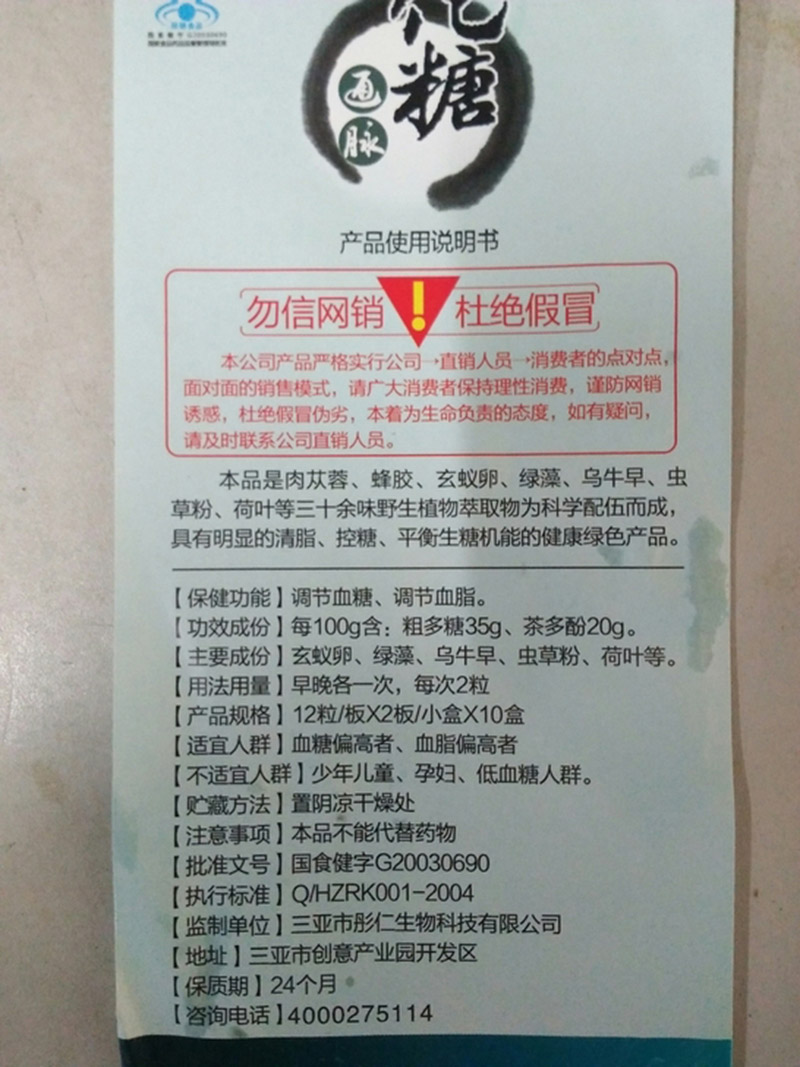 国食健字G20030690
化糖
通脉
产品使用说明书
勿信网销 ! 杜绝假冒
本公司产品严格实行公司→直销人员→消费者的点对点，
面对面的销售模式，请广大消费者保持理性消费，谨防网销
诱惑，杜绝假冒伪劣，本着为生命负责的态度，如有疑问，
请及时联系公司直销人员。
本品是肉苁蓉、蜂胶、玄蚁卵、绿藻、乌牛早、虫
草粉、荷叶等三十余味野生植物萃取物为科学配伍而成，
具有明显的清脂、控糖、平衡生糖机能的健康绿色产品。
【保健功能】调节血糖、调节血脂。
【功效成份】每100g含：粗多糖35g、茶多酚20g。
【主要成份】玄蚁卵、绿藻、乌牛早、虫草粉、荷叶等。
【用法用量】早晚各一次，每次2粒
【产品规格】12粒/板X2板/小盒X10盒
【适宜人群】血糖偏高者、血脂偏高者
【不适宜人群】少年儿童、孕妇、低血糖人群。
【贮藏方法】置阴凉干燥处
【注意事项】本品不能代替药物
【批准文号】国食健字G20030690
【执行标准】Q/HZRK001-2004
【监制单位】三亚市彤仁生物科技有限公司
【地址】三亚市创意产业园开发区
【保质期】24个月
【咨询电话】4000275114